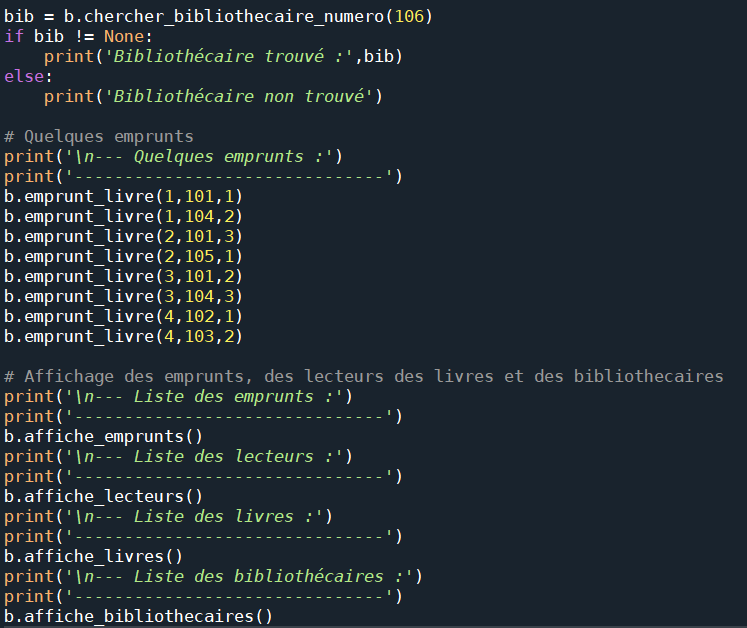 bib = b.chercher_bibliothecaire_numero(106)
if bib != None:
    print('Bibliothécaire trouvé :',bib)
else:
    print('Bibliothécaire non trouvé')

# Quelques emprunts
print('\n--- Quelques emprunts :')
print('-------------------------------')
b.emprunt_livre(1,101,1)
b.emprunt_livre(1,104,2)
b.emprunt_livre(2,101,3)
b.emprunt_livre(2,105,1)
b.emprunt_livre(3,101,2)
b.emprunt_livre(3,104,3)
b.emprunt_livre(4,102,1)
b.emprunt_livre(4,103,2)

# Affichage des emprunts, des lecteurs des livres et des bibliothecaires
print('\n--- Liste des emprunts :')
print('-------------------------------')
b.affiche_emprunts()
print('\n--- Liste des lecteurs :')
print('-------------------------------')
b.affiche_lecteurs()
print('\n--- Liste des livres :')
print('-------------------------------')
b.affiche_livres()
print('\n--- Liste des bibliothécaires :')
print('-------------------------------')
b.affiche_bibliothecaires()